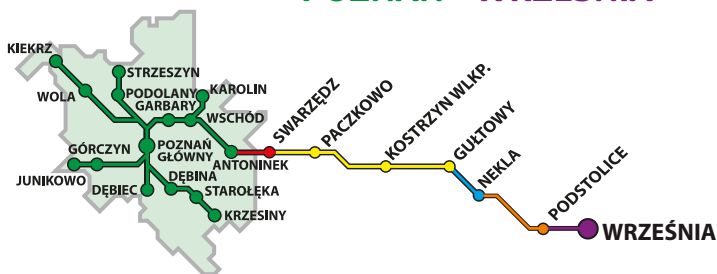 POZNAŃ WRZEŚNIA
KIEKRZ
STRZESZYN
WOLA
PODOLANY
GARBARY
KAROLIN
WSCHÓD
GÓRCZYN
POZNAŃ
GŁÓWNY
ANTONINEK
JUNIKOWO
DĘBINA
DĘBIEC
STAROŁĘKA
KRZESINY
SWARZĘDZ
PACZKOWO
KOSTRZYN WLKP.
GUŁTOWY
NEKLA
PODSTOLICE
WRZEŚNIA